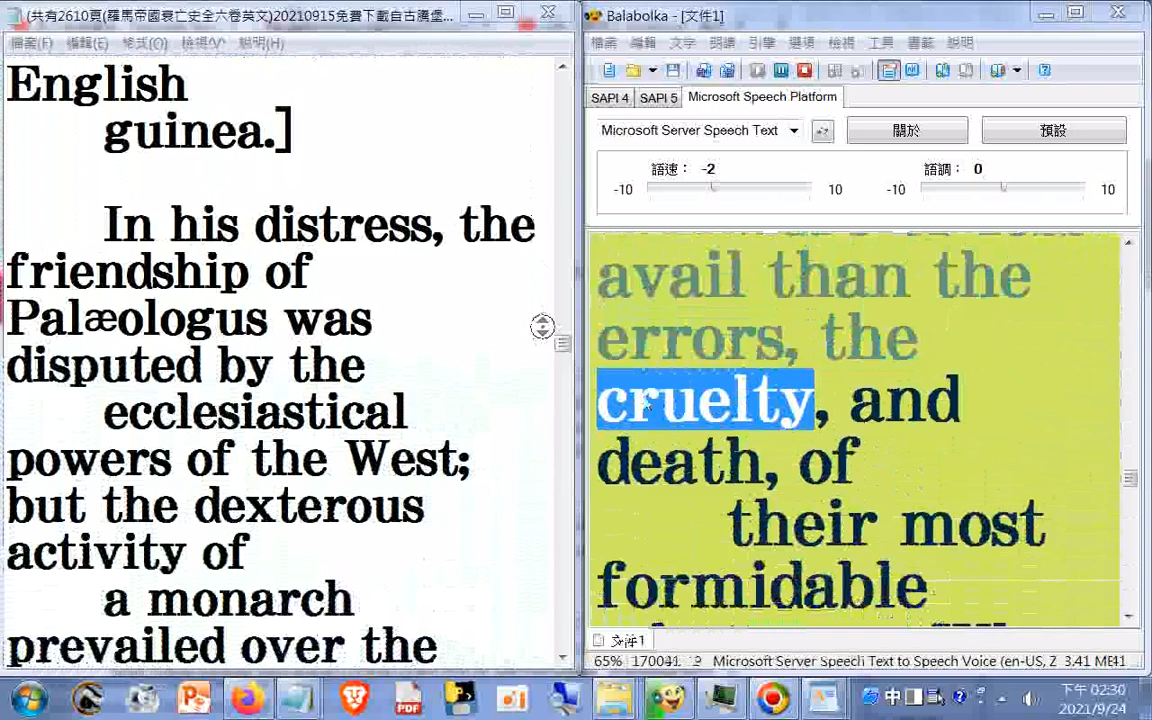 (共有2610頁(羅馬帝國衰亡史全六卷英文)20210915免費下載自古騰堡...
檔案(F) 編輯(E) 格式(O) 檢視(V) 說明(H)
English
guinea.]
In his distress, the
friendship of
Palæologus was
disputed by the
ecclesiastical
powers of the West;
but the dexterous
activity of
a monarch
prevailed over the
Balabolka - [文件1]
檔案 編輯 文字 朗讀 引擎 選項 檢視 工具 書籤 說明
SAPI 4 SAPI 5 Microsoft Speech Platform
Microsoft Server Speech Text 關於 預設
語速： -2 語調： 0
-10 10 -10 10
avail than the
errors, the
cruelty, and
death, of
their most
formidable
文件1
65% Microsoft Server Speech Text to Speech Voice (en-US, Z
中
下午 02:30
2021/9/24